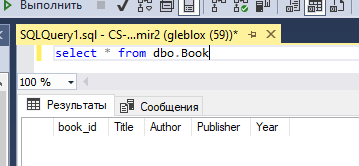 Выполнить
SQLQuery1.sql - CS-...mir2 (gleblox (59))*
select * from dbo.Book
100 %
Результаты Сообщения
book_id Title Author Publisher Year